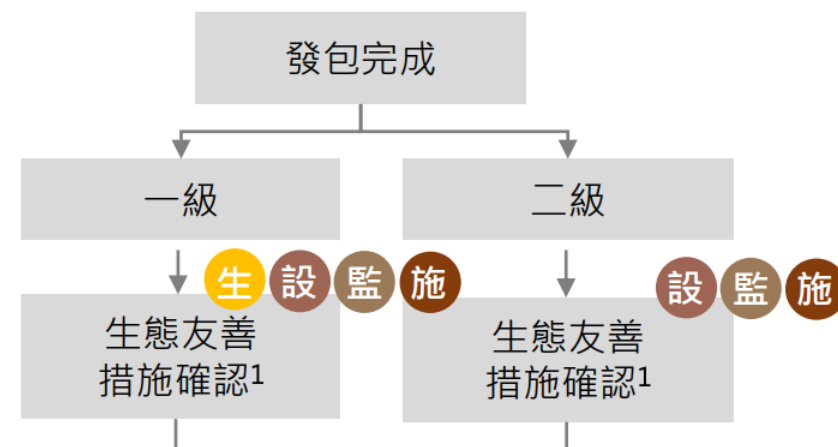 發包完成
一級
二級
生 設 監 施
設 監 施
生態友善
措施確認1
生態友善
措施確認1